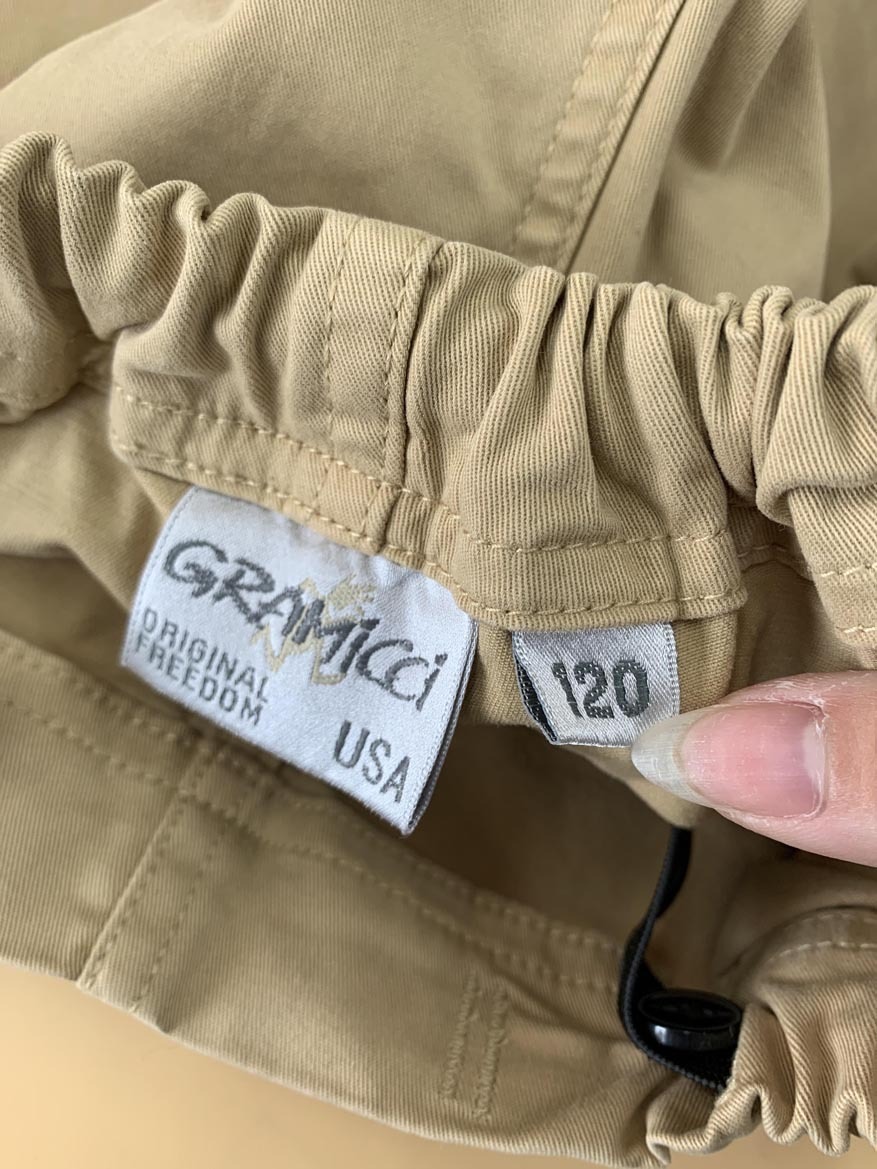 GRAMICCI
ORIGINAL
FREEDOM
USA
120